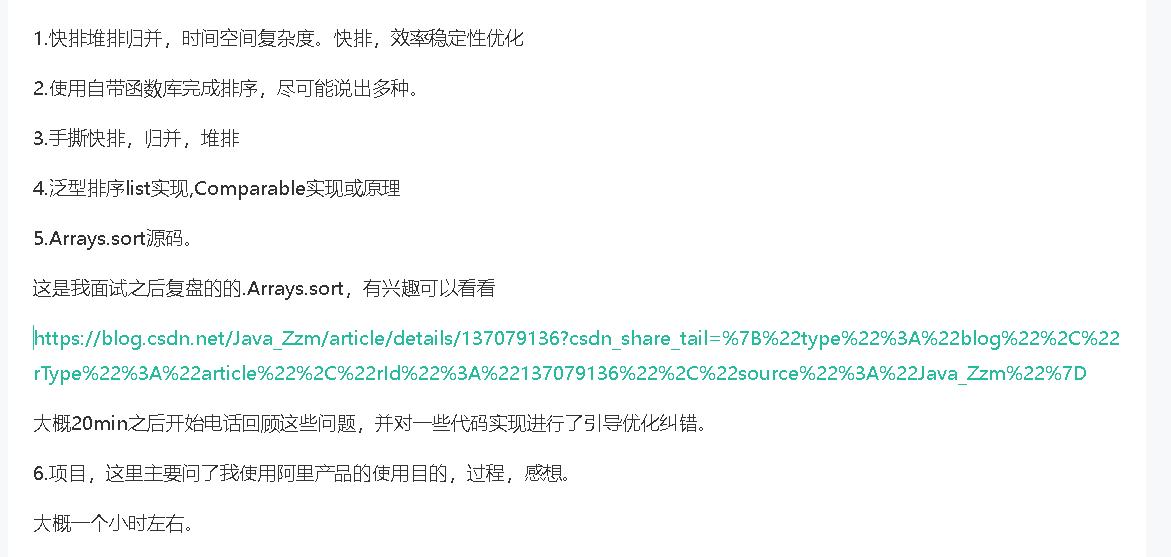 1.快排堆排归并，时间空间复杂度。快排，效率稳定性优化
2.使用自带函数库完成排序，尽可能说出多种。
3.手撕快排，归并，堆排
4.泛型排序list实现,Comparable实现或原理
5.Arrays.sort源码。
这是我面试之后复盘的的.Arrays.sort，有兴趣可以看看
https://blog.csdn.net/Java_Zzm/article/details/137079136?csdn_share_tail=%7B%22type%22%3A%22blog%22%2C%22
rType%22%3A%22article%22%2C%22rId%22%3A%22137079136%22%2C%22source%22%3A%22Java_Zzm%22%7D
大概20min之后开始电话回顾这些问题，并对一些代码实现进行了引导优化纠错。
6.项目，这里主要问了我使用阿里产品的使用目的，过程，感想。
大概一个小时左右。